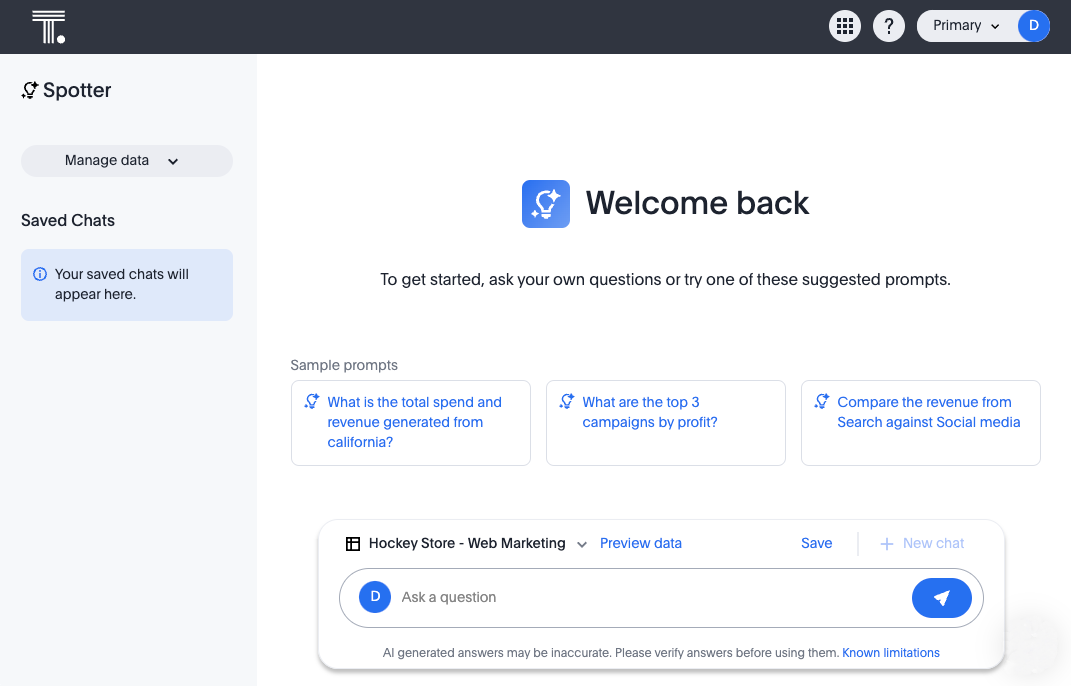 T.
?
Primary
D
Spotter
Manage data
Saved Chats
Your saved chats will
appear here.
Welcome back
To get started, ask your own questions or try one of these suggested prompts.
Sample prompts
What is the total spend and
revenue generated from
california?
What are the top 3
campaigns by profit?
Compare the revenue from
Search against Social media
Hockey Store - Web Marketing
Preview data
Save
+ New chat
D
Ask a question
AI generated answers may be inaccurate. Please verify answers before using them. Known limitations